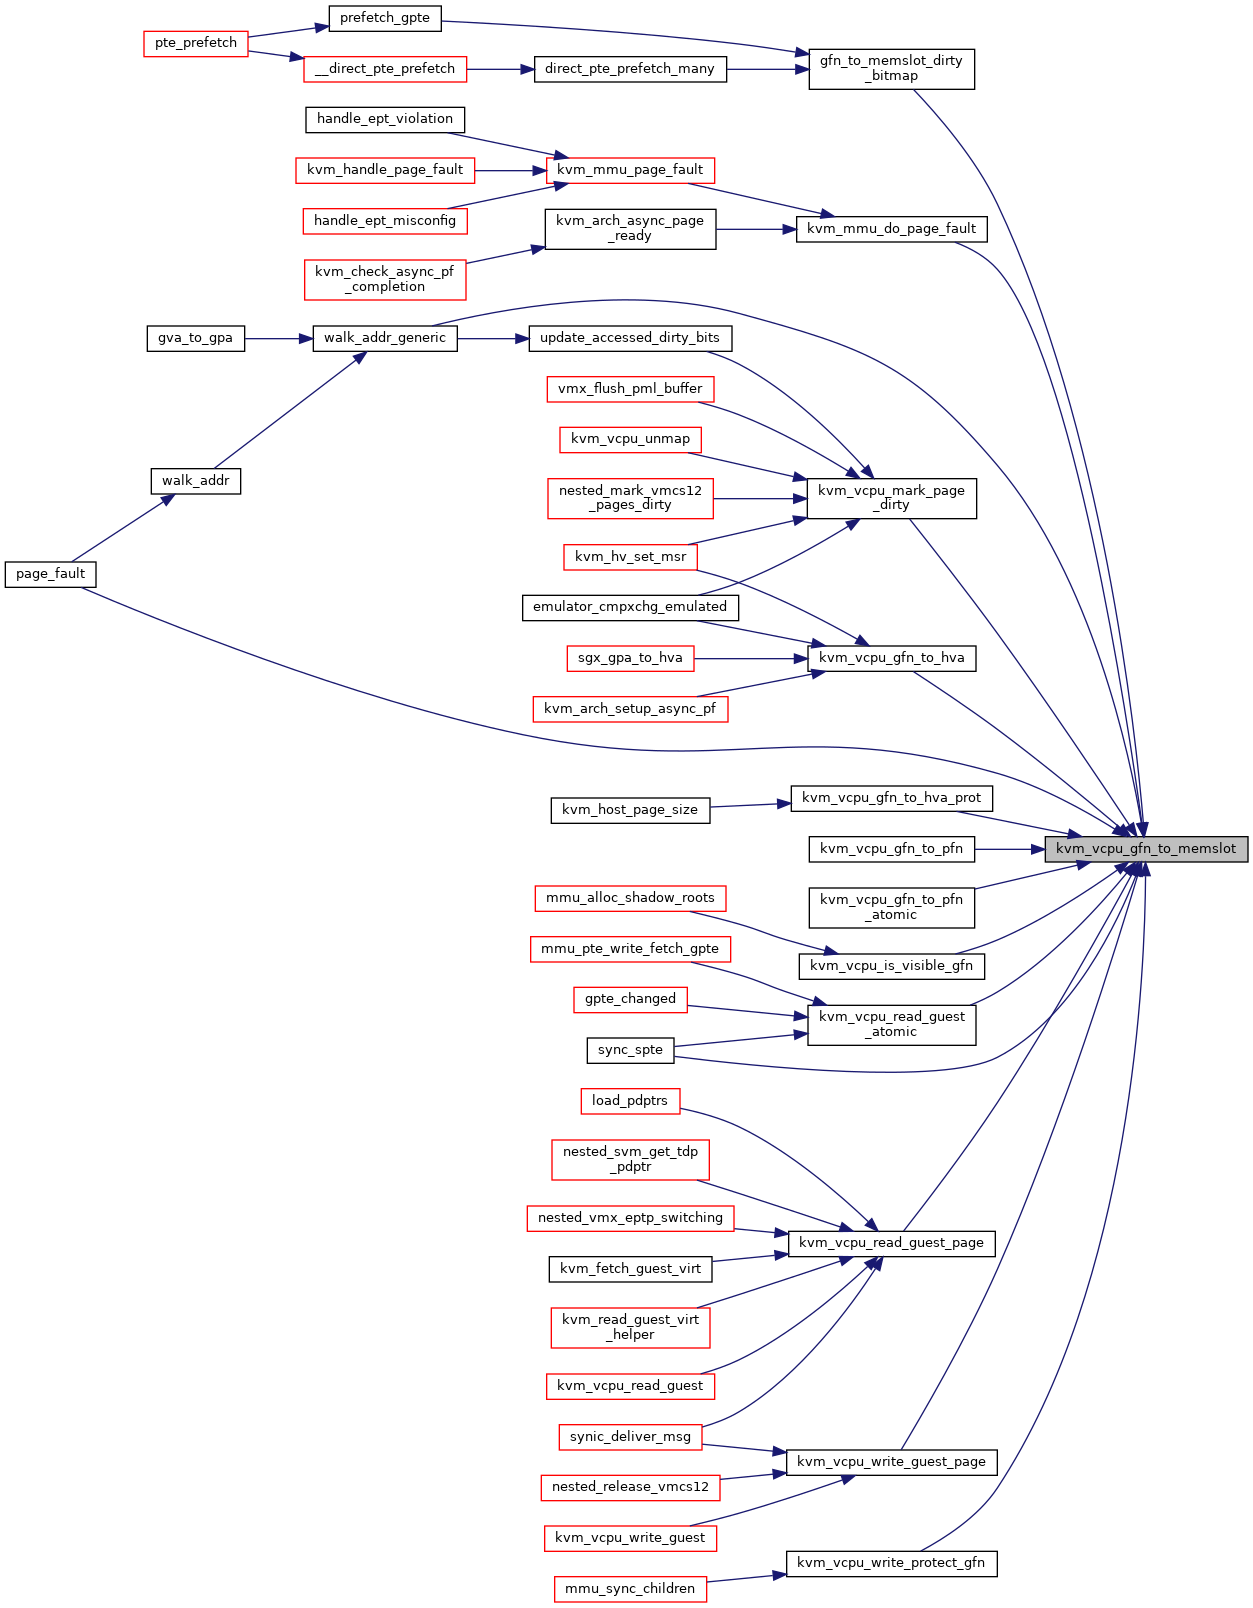 prefetch_gpte
pte_prefetch
__direct_pte_prefetch
direct_pte_prefetch_many
gfn_to_memslot_dirty
_bitmap
handle_ept_violation
kvm_handle_page_fault
kvm_mmu_page_fault
handle_ept_misconfig
kvm_arch_async_page
_ready
kvm_mmu_do_page_fault
kvm_check_async_pf
_completion
gva_to_gpa
walk_addr_generic
update_accessed_dirty_bits
vmx_flush_pml_buffer
kvm_vcpu_unmap
walk_addr
nested_mark_vmcs12
_pages_dirty
kvm_vcpu_mark_page
_dirty
kvm_hv_set_msr
page_fault
emulator_cmpxchg_emulated
sgx_gpa_to_hva
kvm_vcpu_gfn_to_hva
kvm_arch_setup_async_pf
kvm_host_page_size
kvm_vcpu_gfn_to_hva_prot
kvm_vcpu_gfn_to_pfn
kvm_vcpu_gfn_to_memslot
mmu_alloc_shadow_roots
kvm_vcpu_gfn_to_pfn
_atomic
mmu_pte_write_fetch_gpte
kvm_vcpu_is_visible_gfn
gpte_changed
kvm_vcpu_read_guest
_atomic
sync_spte
load_pdptrs
nested_svm_get_tdp
_pdptr
nested_vmx_eptp_switching
kvm_vcpu_read_guest_page
kvm_fetch_guest_virt
kvm_read_guest_virt
_helper
kvm_vcpu_read_guest
synic_deliver_msg
kvm_vcpu_write_guest_page
nested_release_vmcs12
kvm_vcpu_write_guest
kvm_vcpu_write_protect_gfn
mmu_sync_children